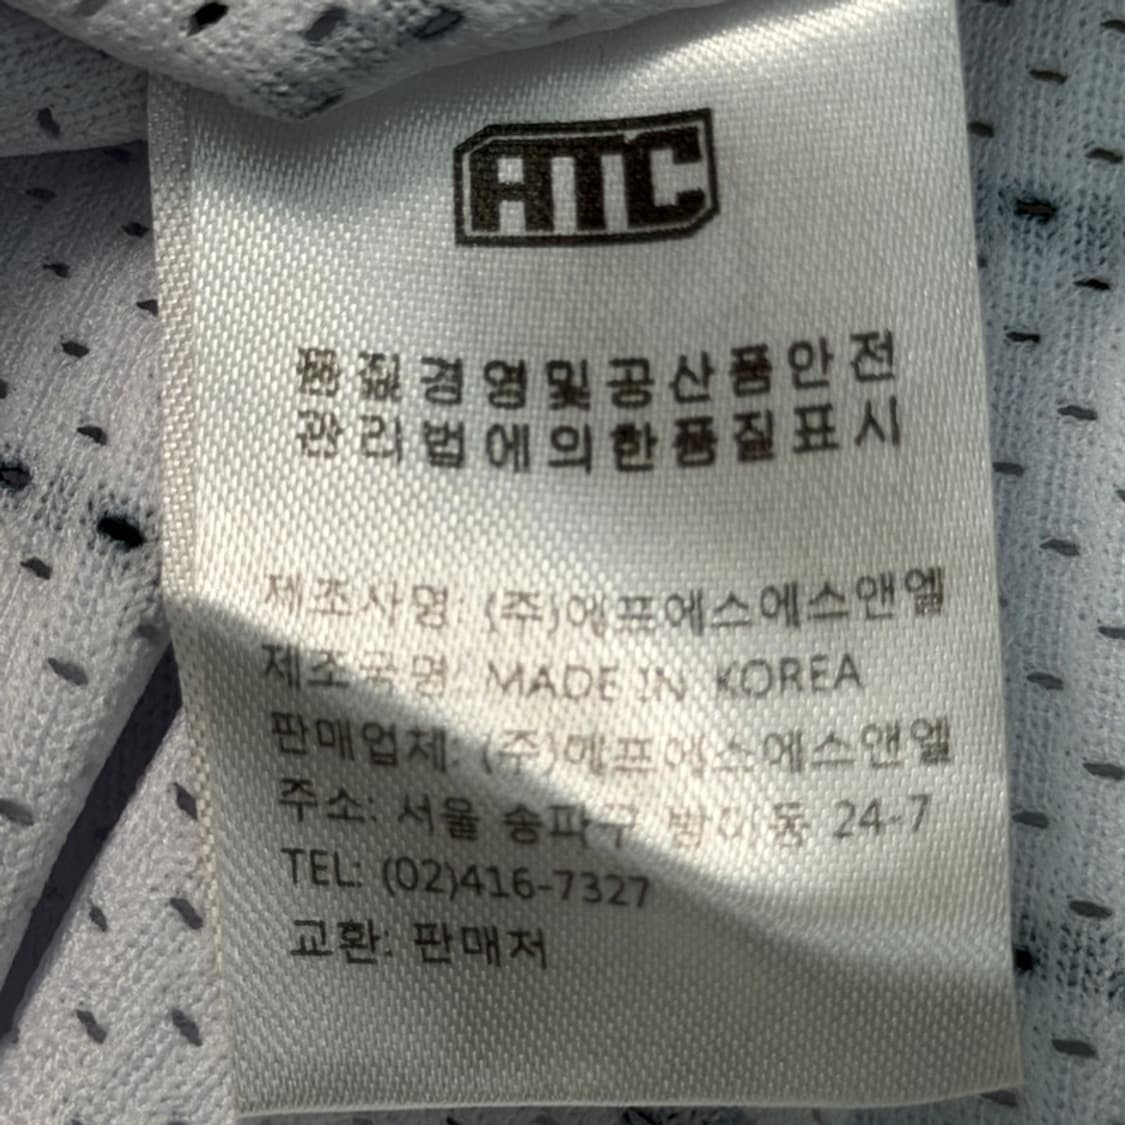 ATC
품질경영및공산품안전
관리법에의한품질표시
제조사명: (주)에프에스에스앤엘
제조국명: MADE IN KOREA
판매업체: (주)에프에스에스앤엘
주소: 서울 송파구 방이동 24-7
TEL: (02)416-7327
교환: 판매처